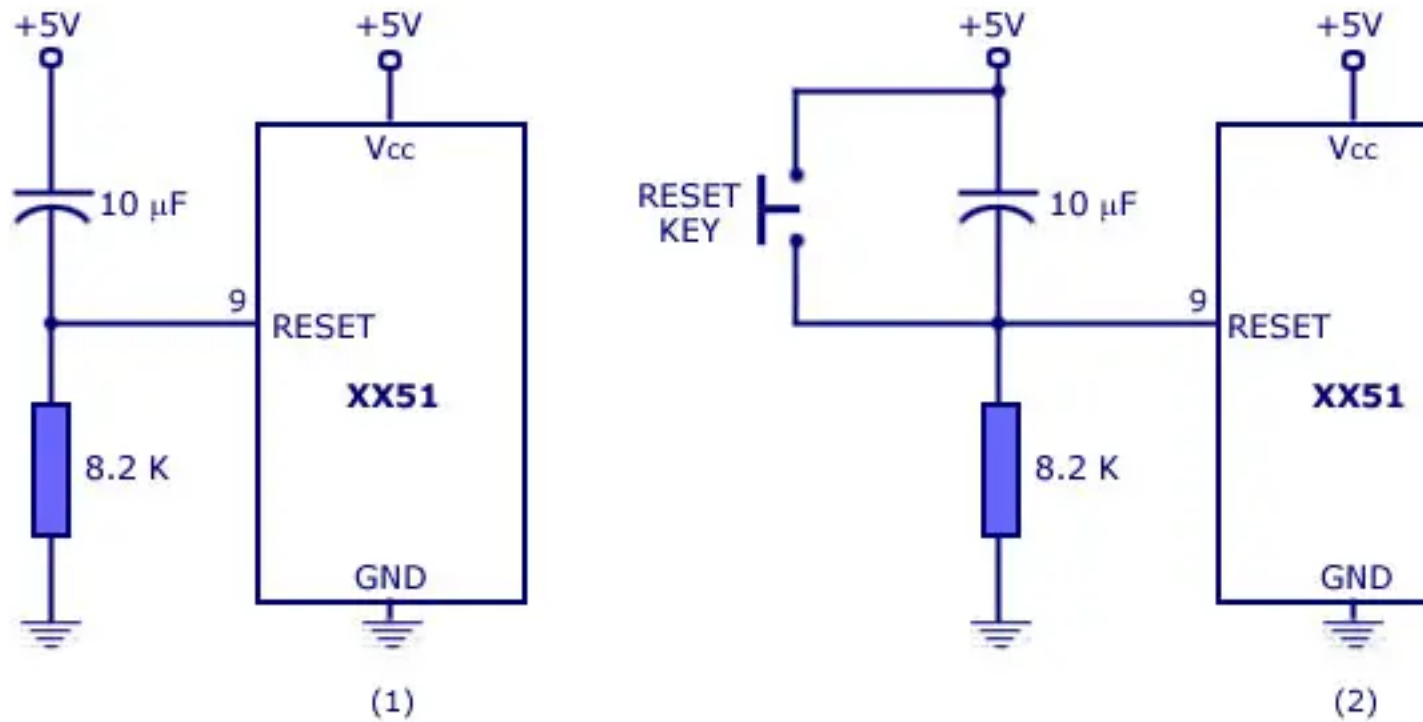 +5V
+5V
Vcc
10 µF
9
RESET
XX51
8.2 K
GND
(1)
+5V
+5V
Vcc
RESET
KEY
10 µF
9
RESET
XX51
8.2 K
GND
(2)